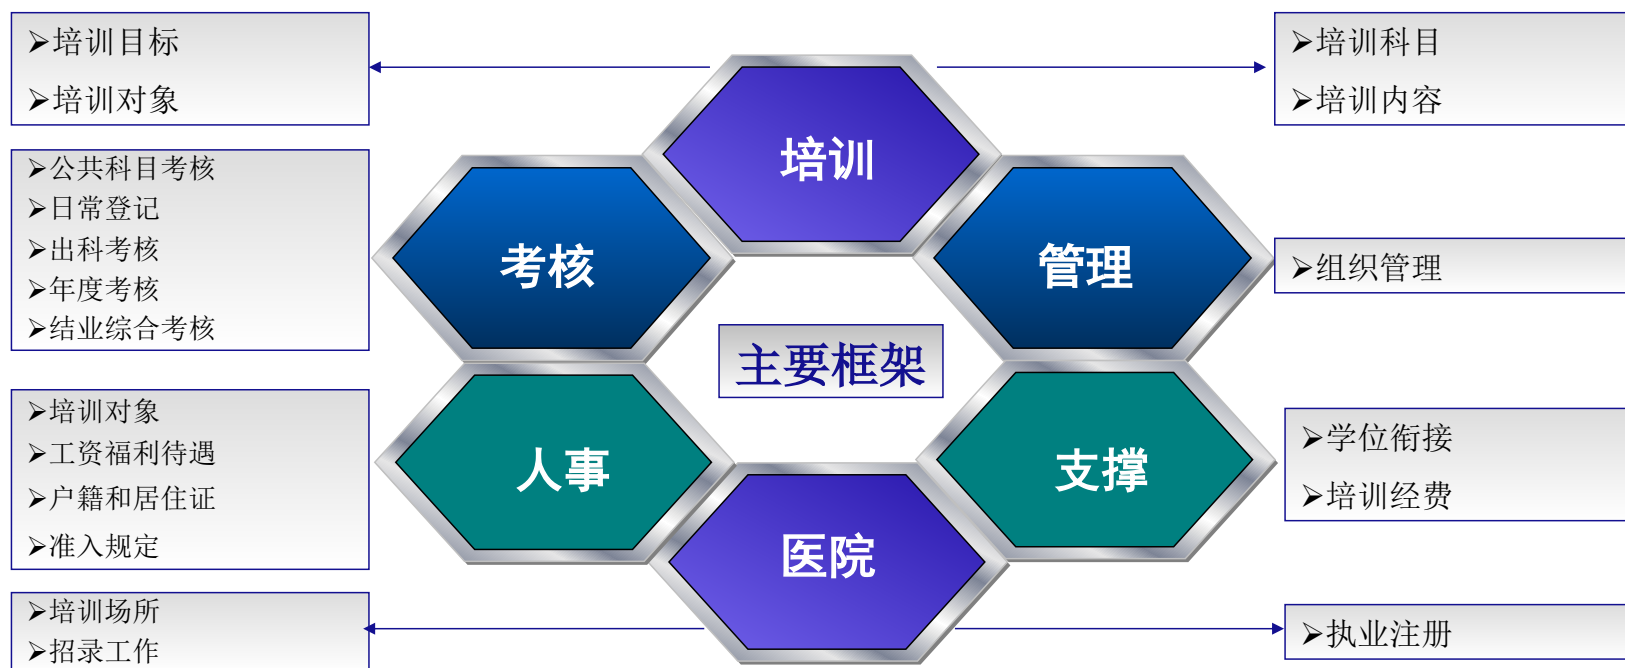 ➢培训目标
➢培训对象
➢培训科目
➢培训内容
培训
➢公共科目考核
➢日常登记
➢出科考核
➢年度考核
➢结业综合考核
考核
管理
➢组织管理
主要框架
➢培训对象
➢工资福利待遇
➢户籍和居住证
➢准入规定
人事
支撑
➢学位衔接
➢培训经费
医院
➢培训场所
➢招录工作
➢执业注册